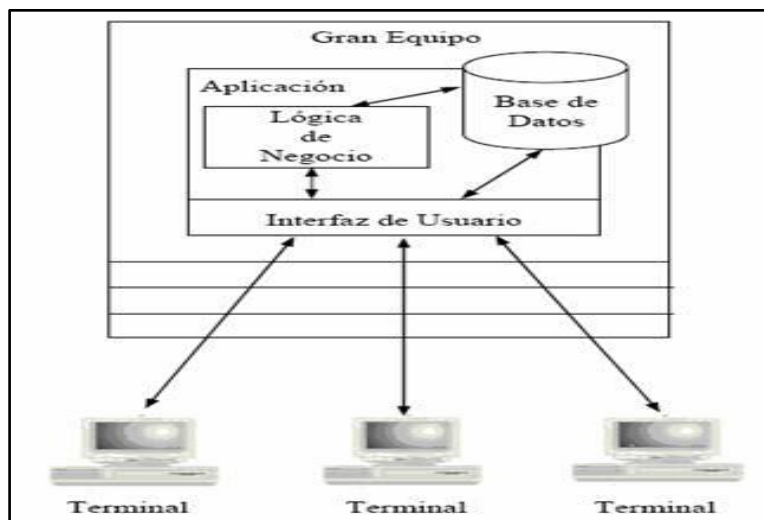 Gran Equipo
Aplicación
Lógica
de
Negocio
Base de
Datos
Interfaz de Usuario
Terminal
Terminal
Terminal